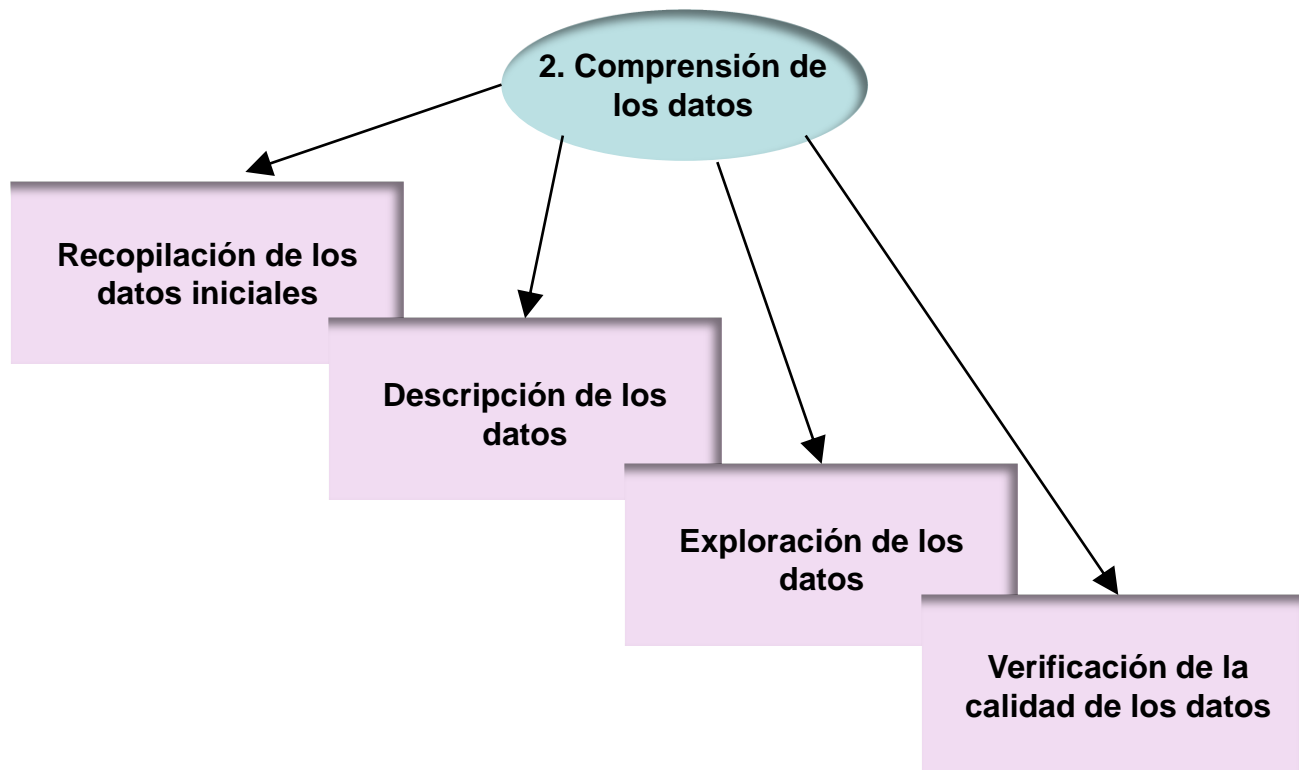 2. Comprensión de
los datos
Recopilación de los
datos iniciales
Descripción de los
datos
Exploración de los
datos
Verificación de la
calidad de los datos